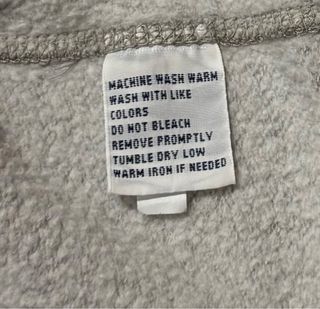 MACHINE WASH WARM
WASH WITH LIKE
COLORS
DO NOT BLEACH
REMOVE PROMPTLY
TUMBLE DRY LOW
WARM IRON IF NEEDED